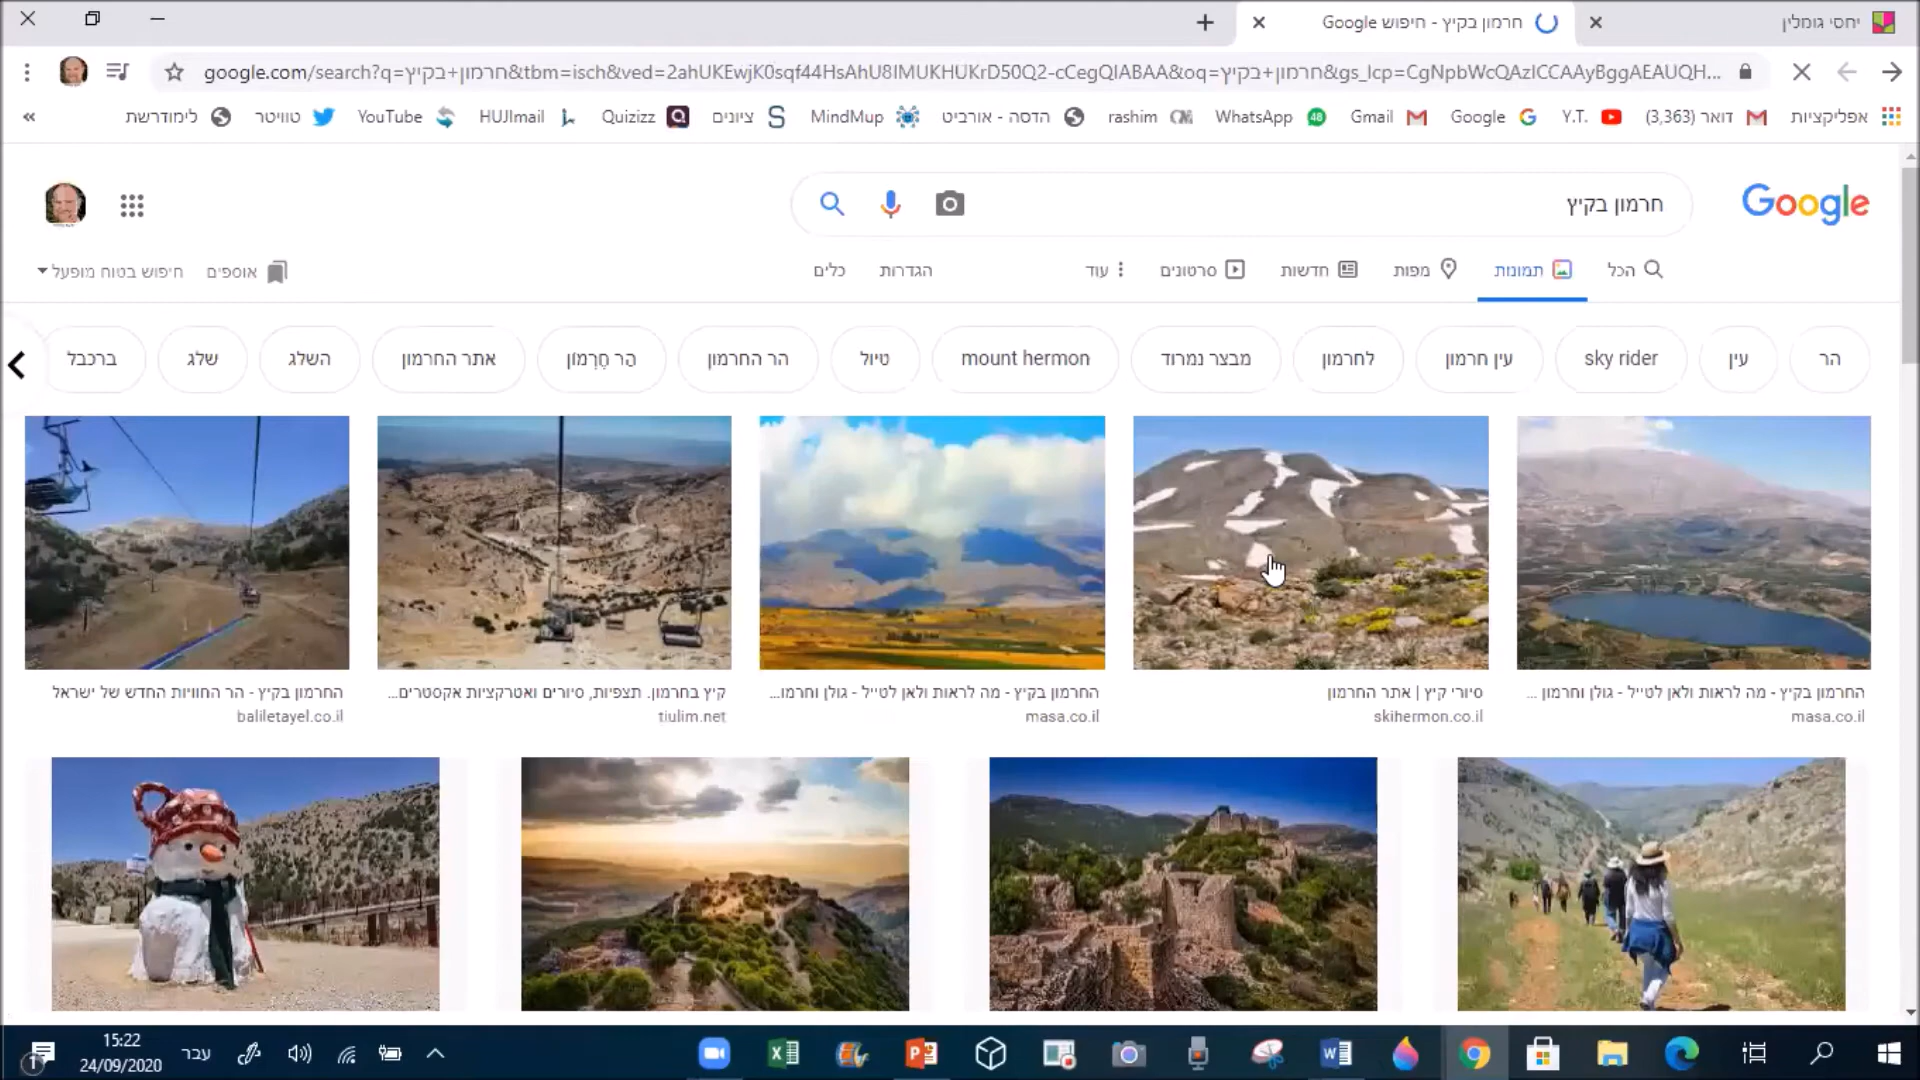 יחסי גומלין
חרמון בקיץ - חיפוש Google
google.com/search?q=חרמון+בקיץ&tbm=isch&ved=2ahUKEwjK0sqf44HsAhU8IMUKHUKrD50Q2-cCegQIABAA&oq=חרמון+בקיץ&gs_lcp=CgNpbWcQAzICCAAyBggAEAUQH...
אפליקציות דואר (3,363) Y.T. Google Gmail WhatsApp rashim הדסה - אורביט MindMup ציונים Quizizz HUJImail YouTube טוויטר לימודרשת »
48
Google
חרמון בקיץ
הכל תמונות מפות חדשות סרטונים עוד הגדרות כלים אוספים חיפוש בטוח מופעל
הר עין sky rider עין חרמון לחרמון מבצר נמרוד mount hermon טיול הר החרמון הַר חֶרְמוֹן אתר החרמון השלג שלג ברכבל
החרמון בקיץ - מה לראות ולאן לטייל - גולן וחרמון ...
masa.co.il
סיורי קיץ | אתר החרמון
skihermon.co.il
החרמון בקיץ - מה לראות ולאן לטייל - גולן וחרמו...
masa.co.il
קיץ בחרמון. תצפיות, סיורים ואטרקציות אקסטרים...
tiulim.net
החרמון בקיץ - הר החוויות החדש של ישראל
baliletayel.co.il
עבר
15:22
24/09/2020
1